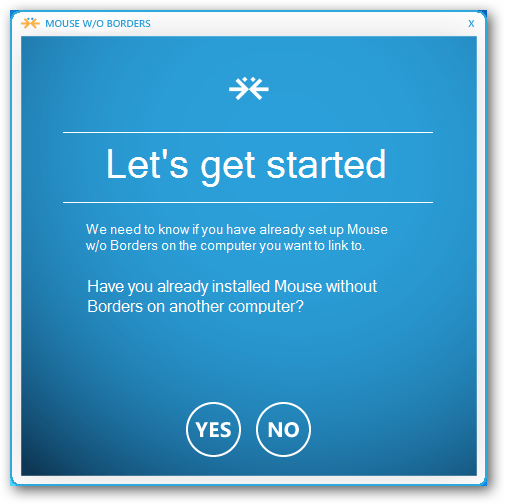 MOUSE W/O BORDERS
X
Let's get started
We need to know if you have already set up Mouse
w/o Borders on the computer you want to link to.
Have you already installed Mouse without
Borders on another computer?
YES
NO